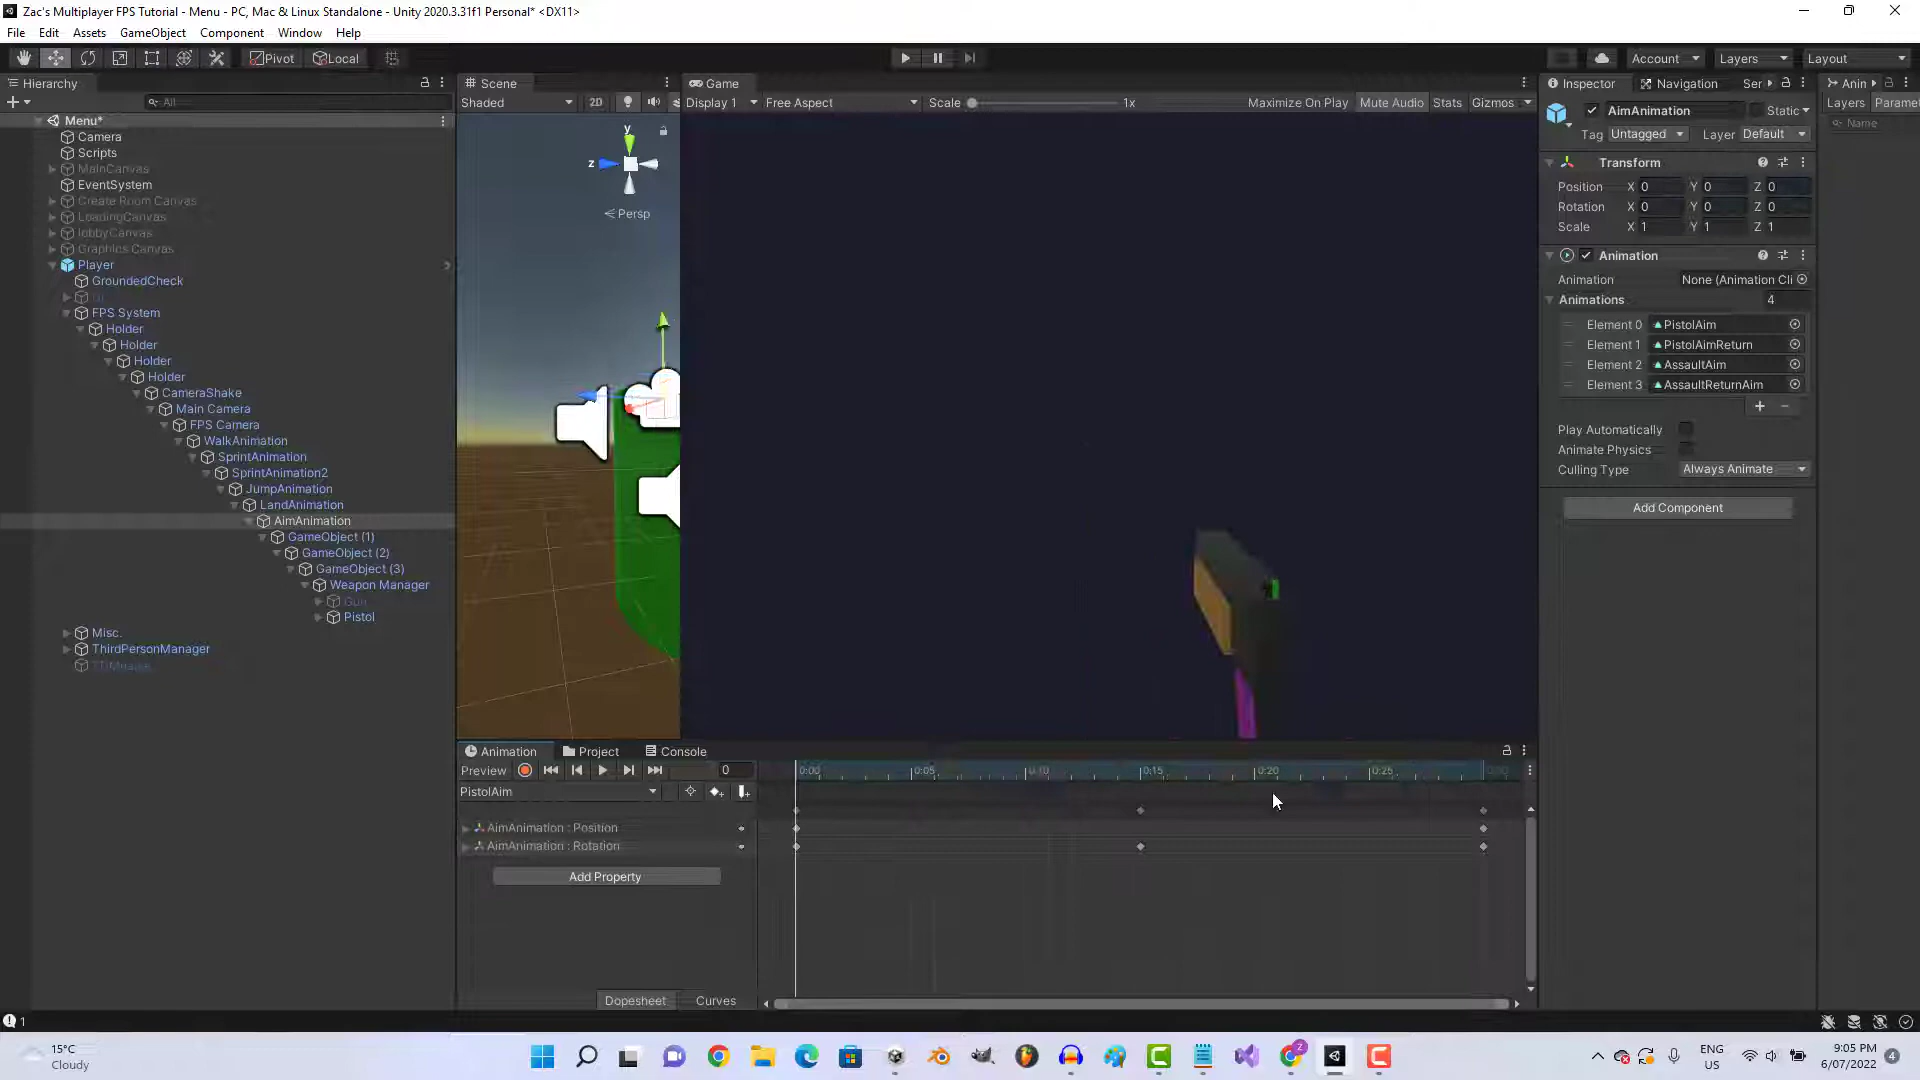 Zac's Multiplayer FPS Tutorial - Menu - PC, Mac & Linux Standalone - Unity 2020.3.31f1 Personal* <DX11>
File Edit Assets GameObject Component Window Help
Pivot Local Account Layers Layout
Hierarchy
All
Menu*
Camera
Scripts
MainCanvas
EventSystem
Create Room Canvas
LoadingCanvas
lobbyCanvas
Graphics Canvas
Player
GroundedCheck
FPS System
Holder
Holder
Holder
Holder
CameraShake
Main Camera
FPS Camera
WalkAnimation
SprintAnimation
SprintAnimation2
JumpAnimation
LandAnimation
AimAnimation
GameObject (1)
GameObject (2)
GameObject (3)
Weapon Manager
Gun
Pistol
Misc.
ThirdPersonManager
Scene
Shaded 2D
y
z
Persp
Game
Display 1 Free Aspect Scale 1x Maximize On Play Mute Audio Stats Gizmos
Animation Project Console
Preview 0
PistolAim
AimAnimation : Position
AimAnimation : Rotation
Add Property
0:00 0:05 0:10 0:15 0:20 0:25
Dopesheet Curves
Inspector Navigation Ser
AimAnimation Static
Tag Untagged Layer Default
Transform
Position X 0 Y 0 Z 0
Rotation X 0 Y 0 Z 0
Scale X 1 Y 1 Z 1
Animation
Animation None (Animation Cli
Animations 4
Element 0 PistolAim
Element 1 PistolAimReturn
Element 2 AssaultAim
Element 3 AssaultReturnAim
+ -
Play Automatically
Animate Physics
Culling Type Always Animate
Add Component
Anin
Layers Parame
Name
1
15°C
Cloudy
Z
ENG
US
9:05 PM
6/07/2022
4